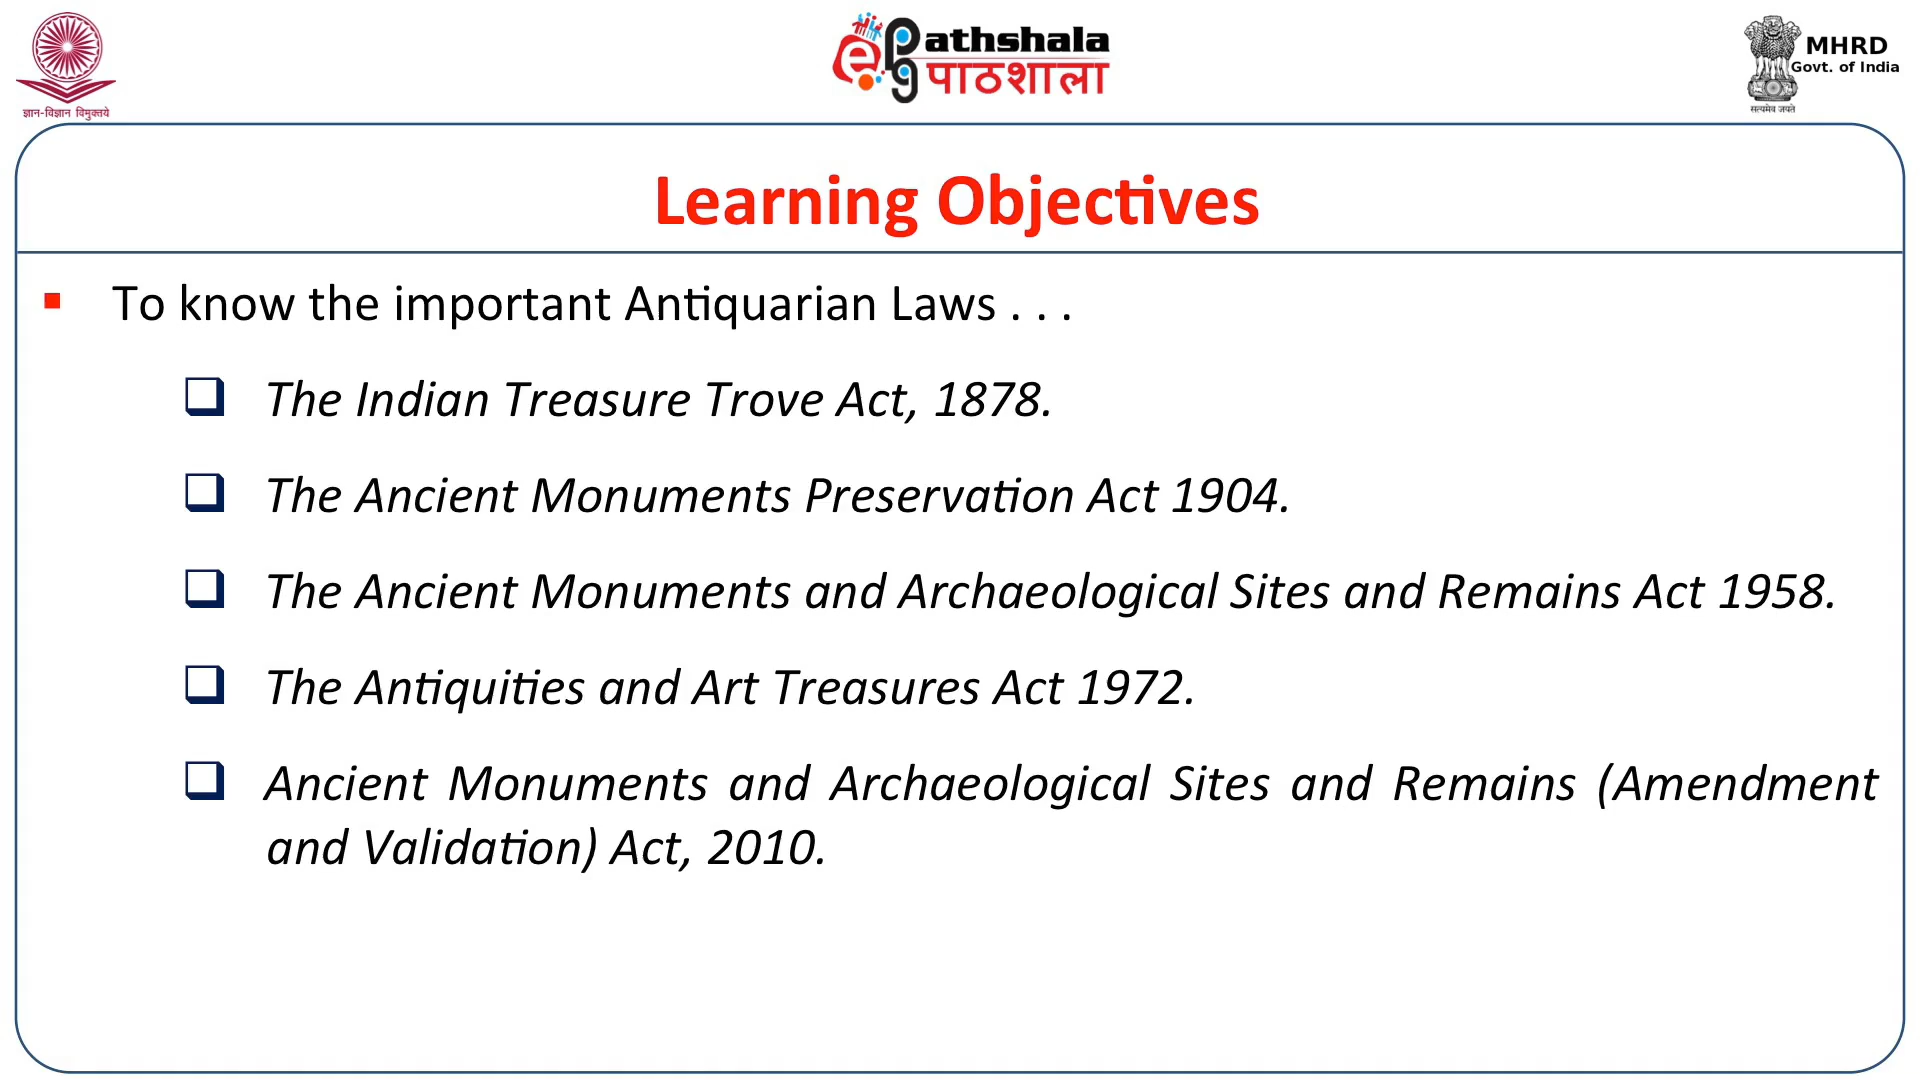 ज्ञान-विज्ञान विमुक्तये
ePathshala
pg पाठशाला
MHRD
Govt. of India
सत्यमेव जयते
Learning Objectives
To know the important Antiquarian Laws . . .
The Indian Treasure Trove Act, 1878.
The Ancient Monuments Preservation Act 1904.
The Ancient Monuments and Archaeological Sites and Remains Act 1958.
The Antiquities and Art Treasures Act 1972.
Ancient Monuments and Archaeological Sites and Remains (Amendment
and Validation) Act, 2010.